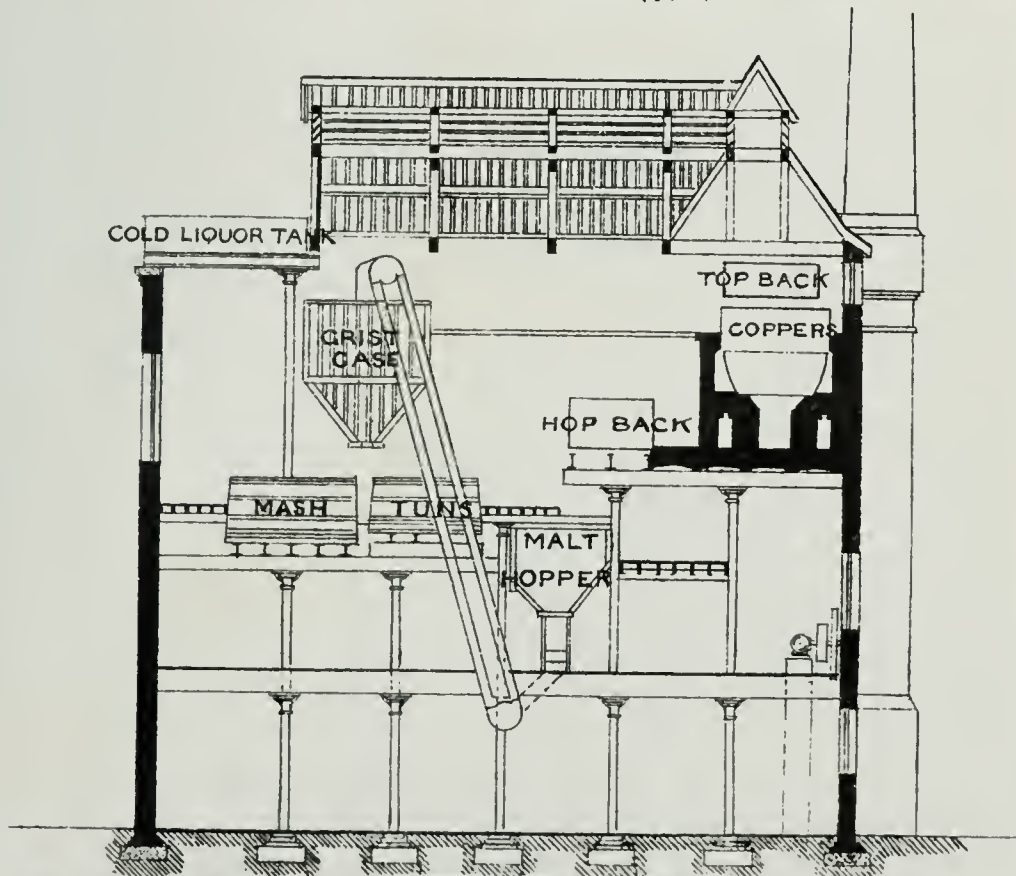 COLD LIQUOR TANK
TOP BACK
GRIST
CASE
COPPERS
HOP BACK
MASH TUNS
MALT
HOPPER